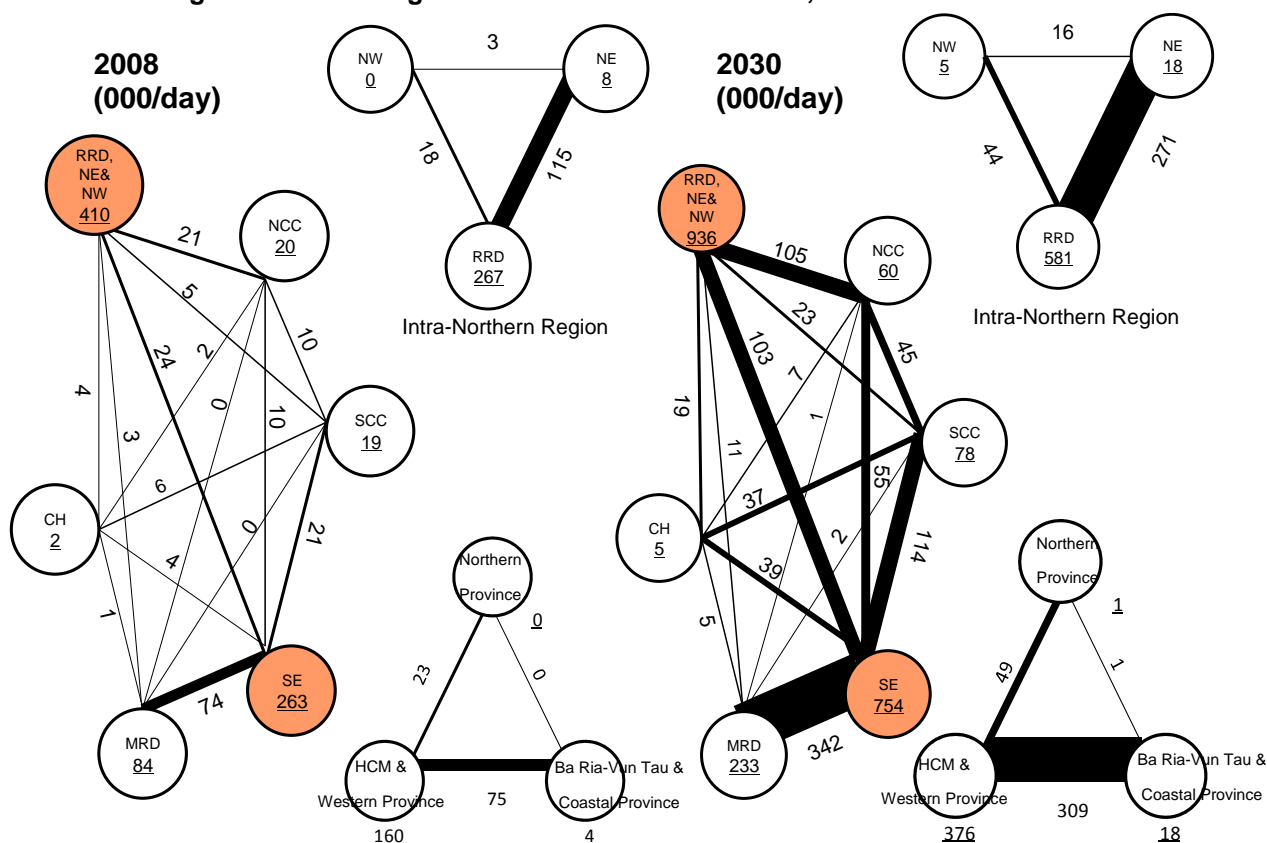 2008
(000/day)
NW
0
3
NE
8
18
115
RRD
267
Intra-Northern Region
RRD,
NE&
NW
410
21
NCC
20
5
10
24
2
0
10
4
3
SCC
19
6
0
21
CH
2
4
1
74
SE
263
MRD
84
Northern
Province
0
23
0
HCM &
Western Province
160
75
Ba Ria-Vun Tau &
Coastal Province
4
2030
(000/day)
NW
5
16
NE
18
44
271
RRD
581
Intra-Northern Region
RRD,
NE&
NW
936
105
NCC
60
23
45
103
7
1
55
19
11
SCC
78
37
2
114
CH
5
39
5
342
SE
754
MRD
233
Northern
Province
1
49
1
HCM &
Western Province
376
309
Ba Ria-Vun Tau &
Coastal Province
18